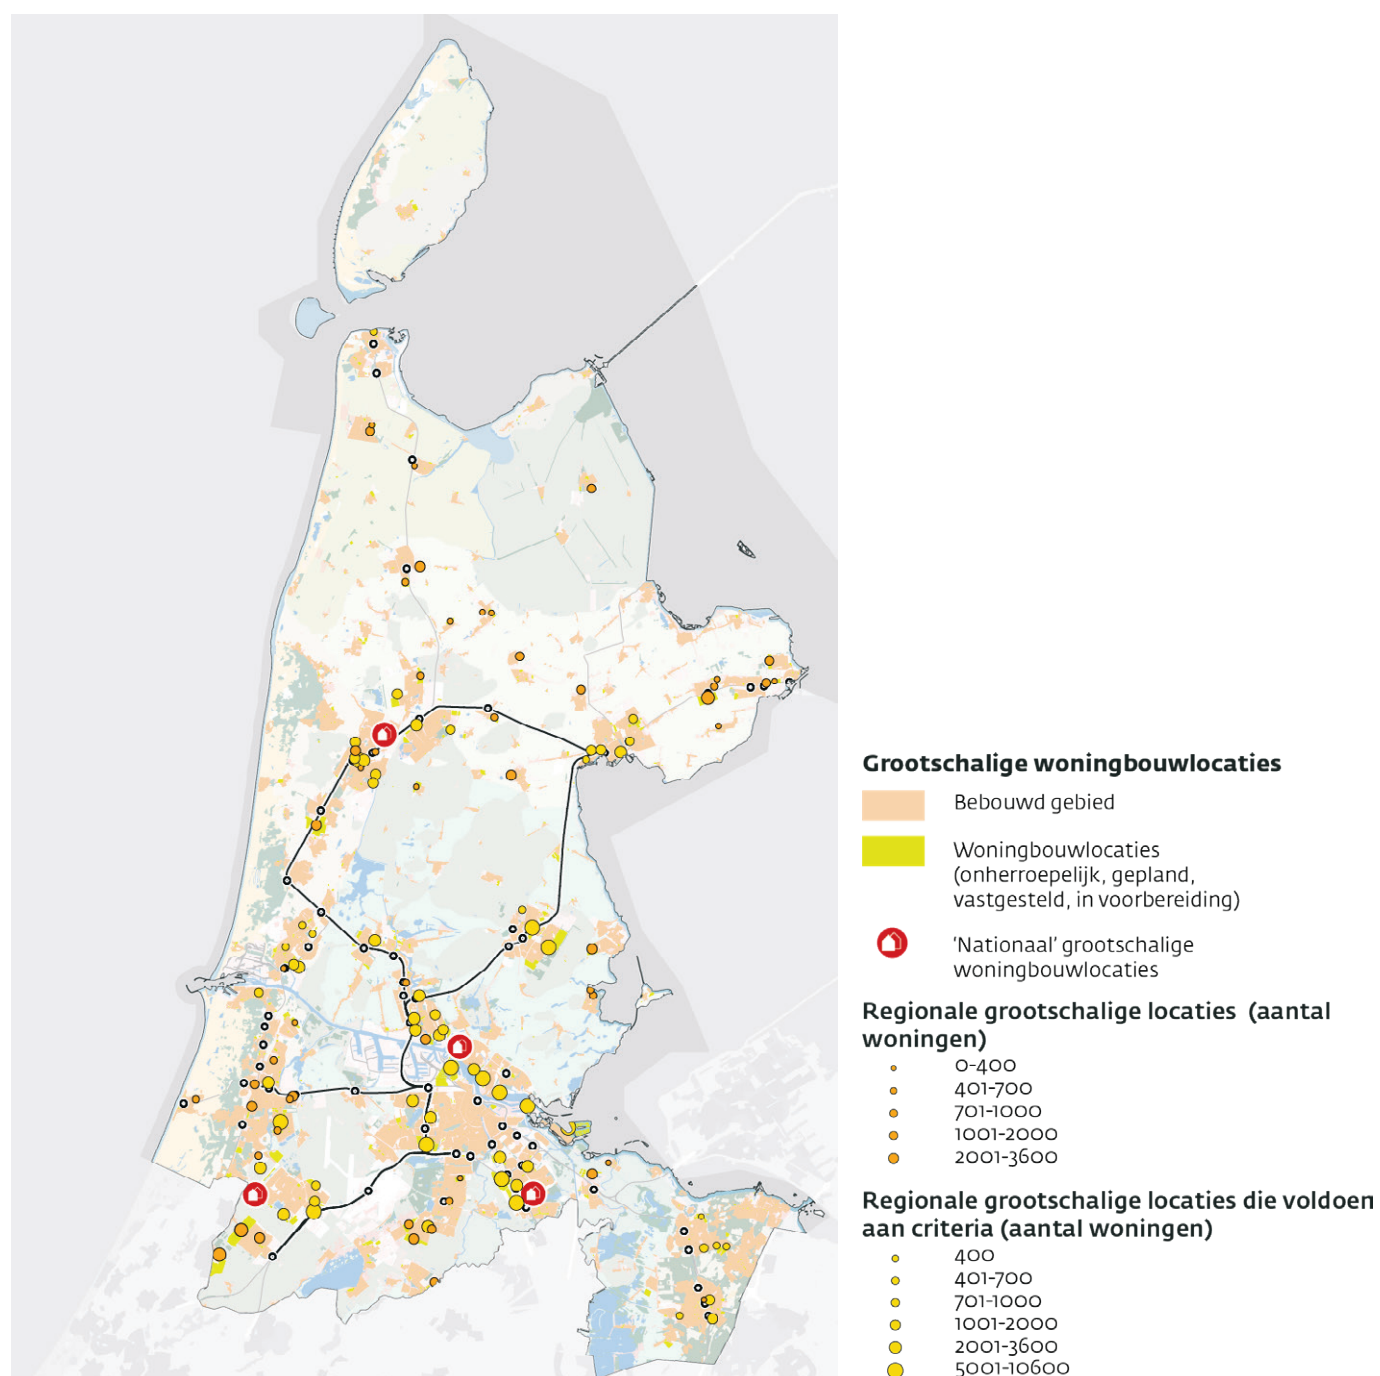 Grootschalige woningbouwlocaties
Bebouwd gebied
Woningbouwlocaties
(onherroepelijk, gepland,
vastgesteld, in voorbereiding)
‘Nationaal’ grootschalige
woningbouwlocaties
Regionale grootschalige locaties (aantal
woningen)
0-400
401-700
701-1000
1001-2000
2001-3600
Regionale grootschalige locaties die voldoen
aan criteria (aantal woningen)
400
401-700
701-1000
1001-2000
2001-3600
5001-10600